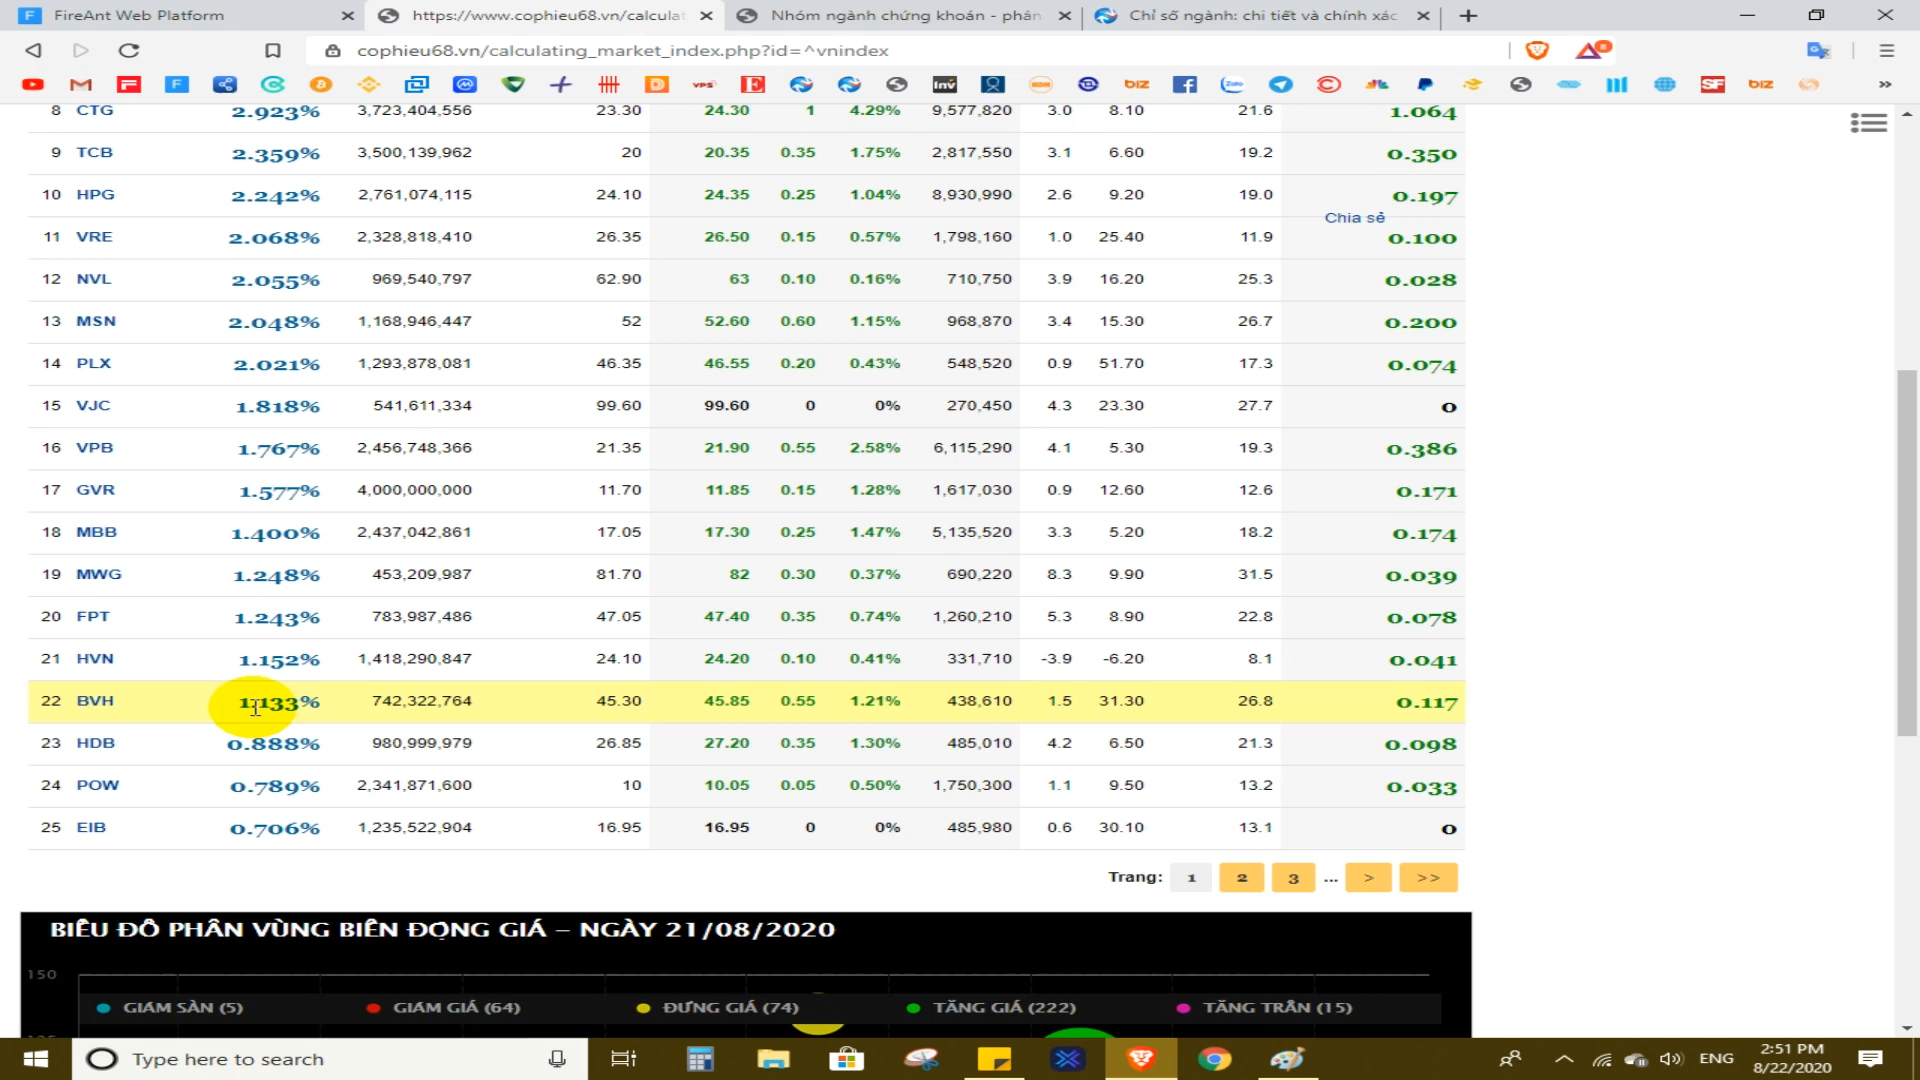 FireAnt Web Platform
https://www.cophieu68.vn/calculat
Nhóm ngành chứng khoán - phân
Chỉ số ngành: chi tiết và chính xác
cophieu68.vn/calculating_market_index.php?id=^vnindex
8 CTG 2.923% 3,723,404,556 23.30 24.30 1 4.29% 9,577,820 3.0 8.10 21.6 1.064
9 TCB 2.359% 3,500,139,962 20 20.35 0.35 1.75% 2,817,550 3.1 6.60 19.2 0.350
10 HPG 2.242% 2,761,074,115 24.10 24.35 0.25 1.04% 8,930,990 2.6 9.20 19.0 0.197
Chia sẻ
11 VRE 2.068% 2,328,818,410 26.35 26.50 0.15 0.57% 1,798,160 1.0 25.40 11.9 0.100
12 NVL 2.055% 969,540,797 62.90 63 0.10 0.16% 710,750 3.9 16.20 25.3 0.028
13 MSN 2.048% 1,168,946,447 52 52.60 0.60 1.15% 968,870 3.4 15.30 26.7 0.200
14 PLX 2.021% 1,293,878,081 46.35 46.55 0.20 0.43% 548,520 0.9 51.70 17.3 0.074
15 VJC 1.818% 541,611,334 99.60 99.60 0 0% 270,450 4.3 23.30 27.7 0
16 VPB 1.767% 2,456,748,366 21.35 21.90 0.55 2.58% 6,115,290 4.1 5.30 19.3 0.386
17 GVR 1.577% 4,000,000,000 11.70 11.85 0.15 1.28% 1,617,030 0.9 12.60 12.6 0.171
18 MBB 1.400% 2,437,042,861 17.05 17.30 0.25 1.47% 5,135,520 3.3 5.20 18.2 0.174
19 MWG 1.248% 453,209,987 81.70 82 0.30 0.37% 690,220 8.3 9.90 31.5 0.039
20 FPT 1.243% 783,987,486 47.05 47.40 0.35 0.74% 1,260,210 5.3 8.90 22.8 0.078
21 HVN 1.152% 1,418,290,847 24.10 24.20 0.10 0.41% 331,710 -3.9 -6.20 8.1 0.041
22 BVH 1.133% 742,322,764 45.30 45.85 0.55 1.21% 438,610 1.5 31.30 26.8 0.117
23 HDB 0.888% 980,999,979 26.85 27.20 0.35 1.30% 485,010 4.2 6.50 21.3 0.098
24 POW 0.789% 2,341,871,600 10 10.05 0.05 0.50% 1,750,300 1.1 9.50 13.2 0.033
25 EIB 0.706% 1,235,522,904 16.95 16.95 0 0% 485,980 0.6 30.10 13.1 0
Trang: 1 2 3 ... > >>
BIỂU ĐỒ PHÂN VÙNG BIẾN ĐỘNG GIÁ – NGÀY 21/08/2020
150
GIẢM SÀN (5) GIẢM GIÁ (64) ĐỨNG GIÁ (74) TĂNG GIÁ (222) TĂNG TRẦN (15)
Type here to search
ENG
2:51 PM
8/22/2020